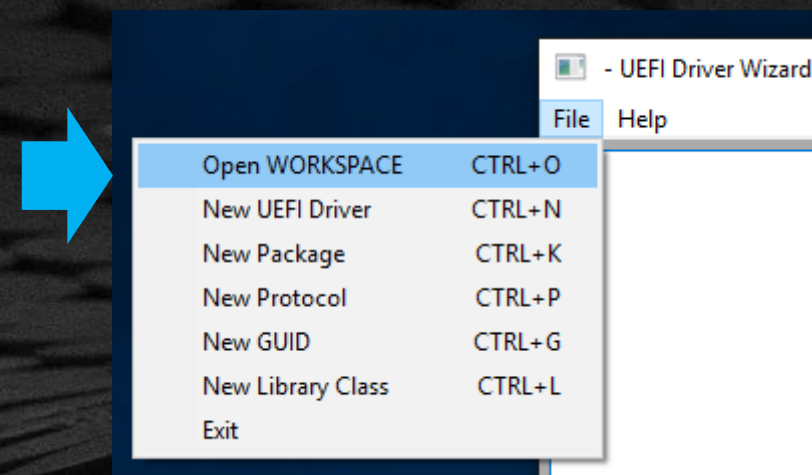 - UEFI Driver Wizard
File Help
Open WORKSPACE CTRL+O
New UEFI Driver CTRL+N
New Package CTRL+K
New Protocol CTRL+P
New GUID CTRL+G
New Library Class CTRL+L
Exit